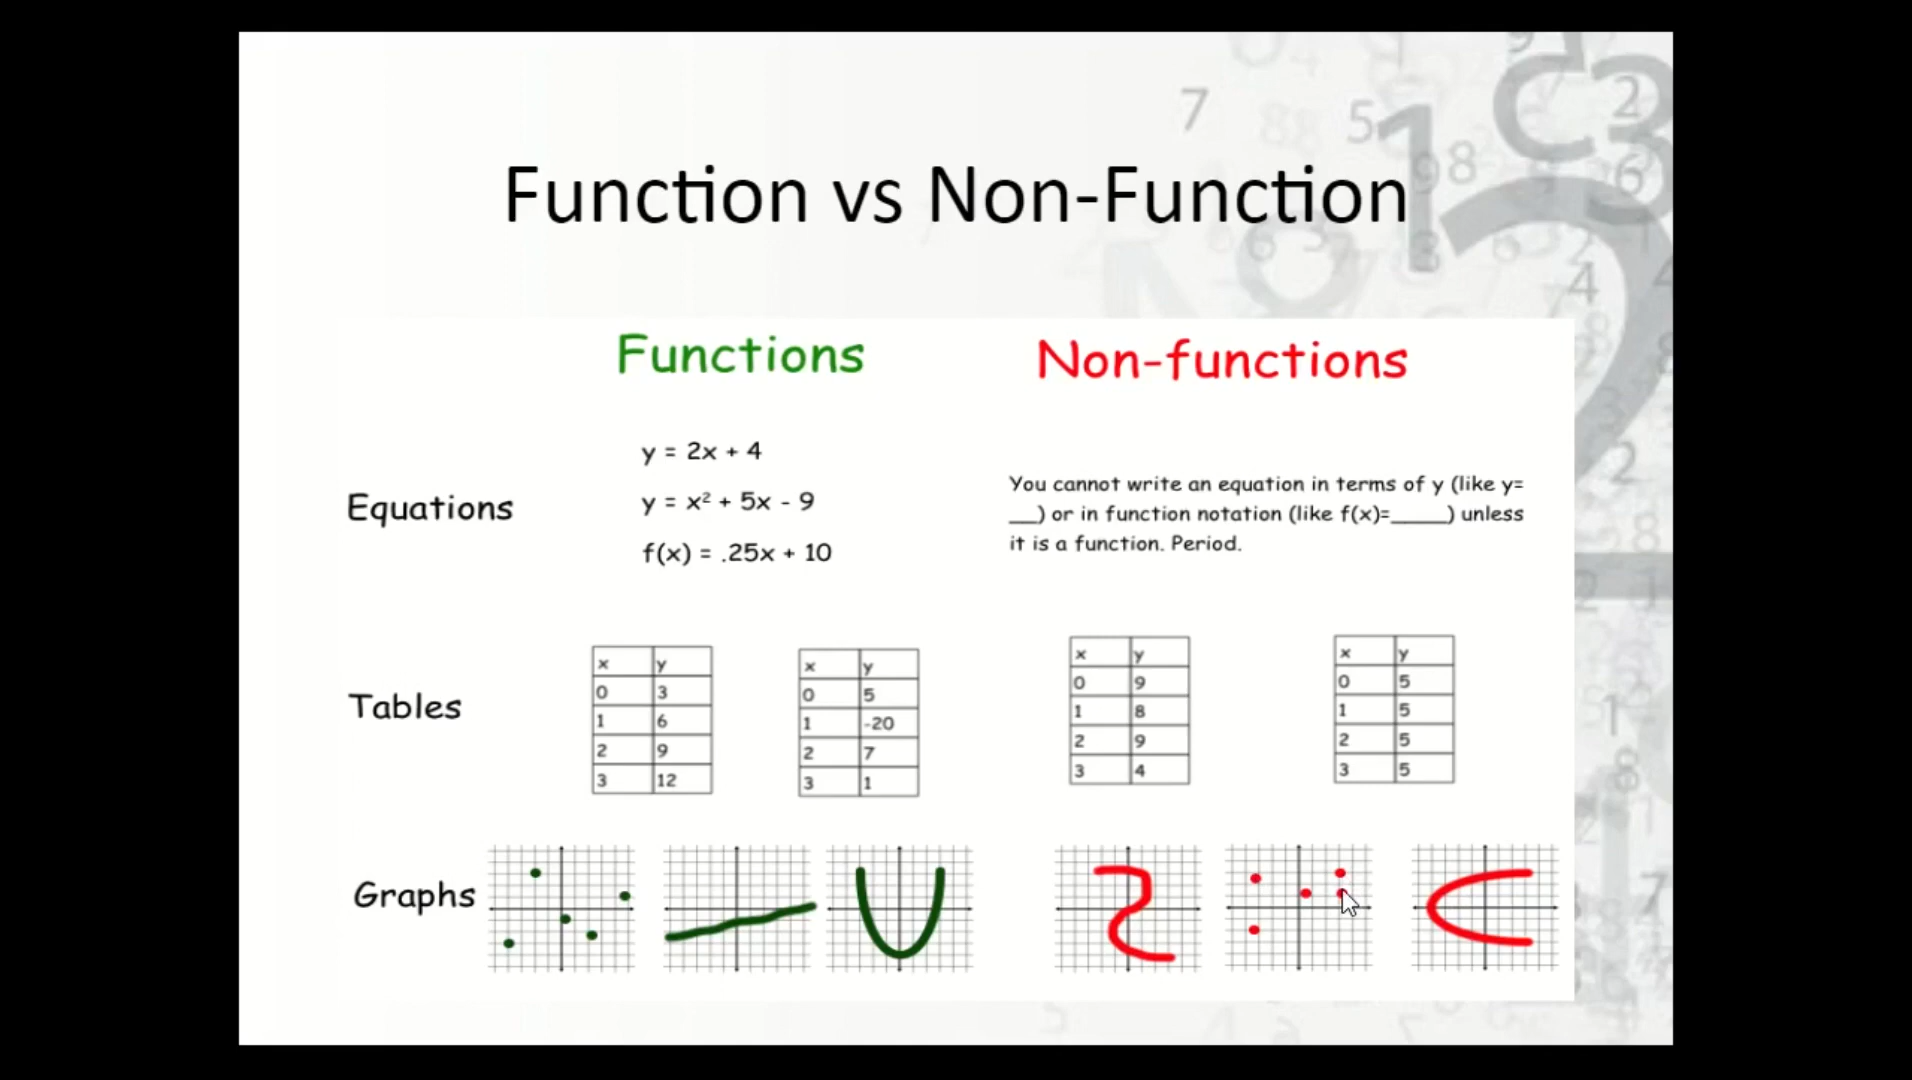 Function vs Non-Function
Functions
Non-functions
Equations
y = 2x + 4
y = x² + 5x - 9
f(x) = .25x + 10
You cannot write an equation in terms of y (like y=
__) or in function notation (like f(x)=____) unless
it is a function. Period.
Tables
x y
0 3
1 6
2 9
3 12
x y
0 5
1 -20
2 7
3 1
x y
0 9
1 8
2 9
3 4
x y
0 5
1 5
2 5
3 5
Graphs